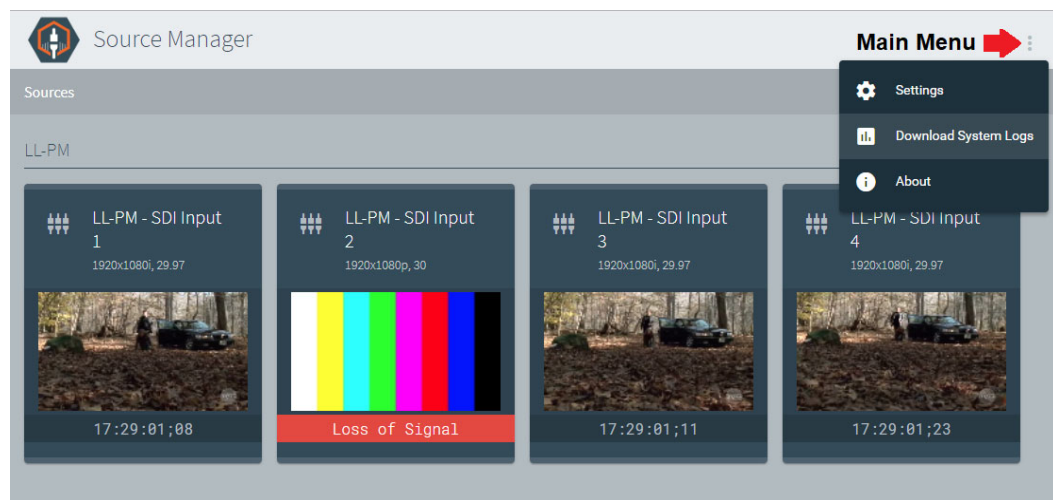 Source Manager
Main Menu
Sources
Settings
Download System Logs
About
LL-PM
LL-PM - SDI Input
1
1920x1080i, 29.97
17:29:01;08
LL-PM - SDI Input
2
1920x1080p, 30
Loss of Signal
LL-PM - SDI Input
3
1920x1080i, 29.97
17:29:01;11
LL-PM - SDI Input
4
1920x1080i, 29.97
17:29:01;23